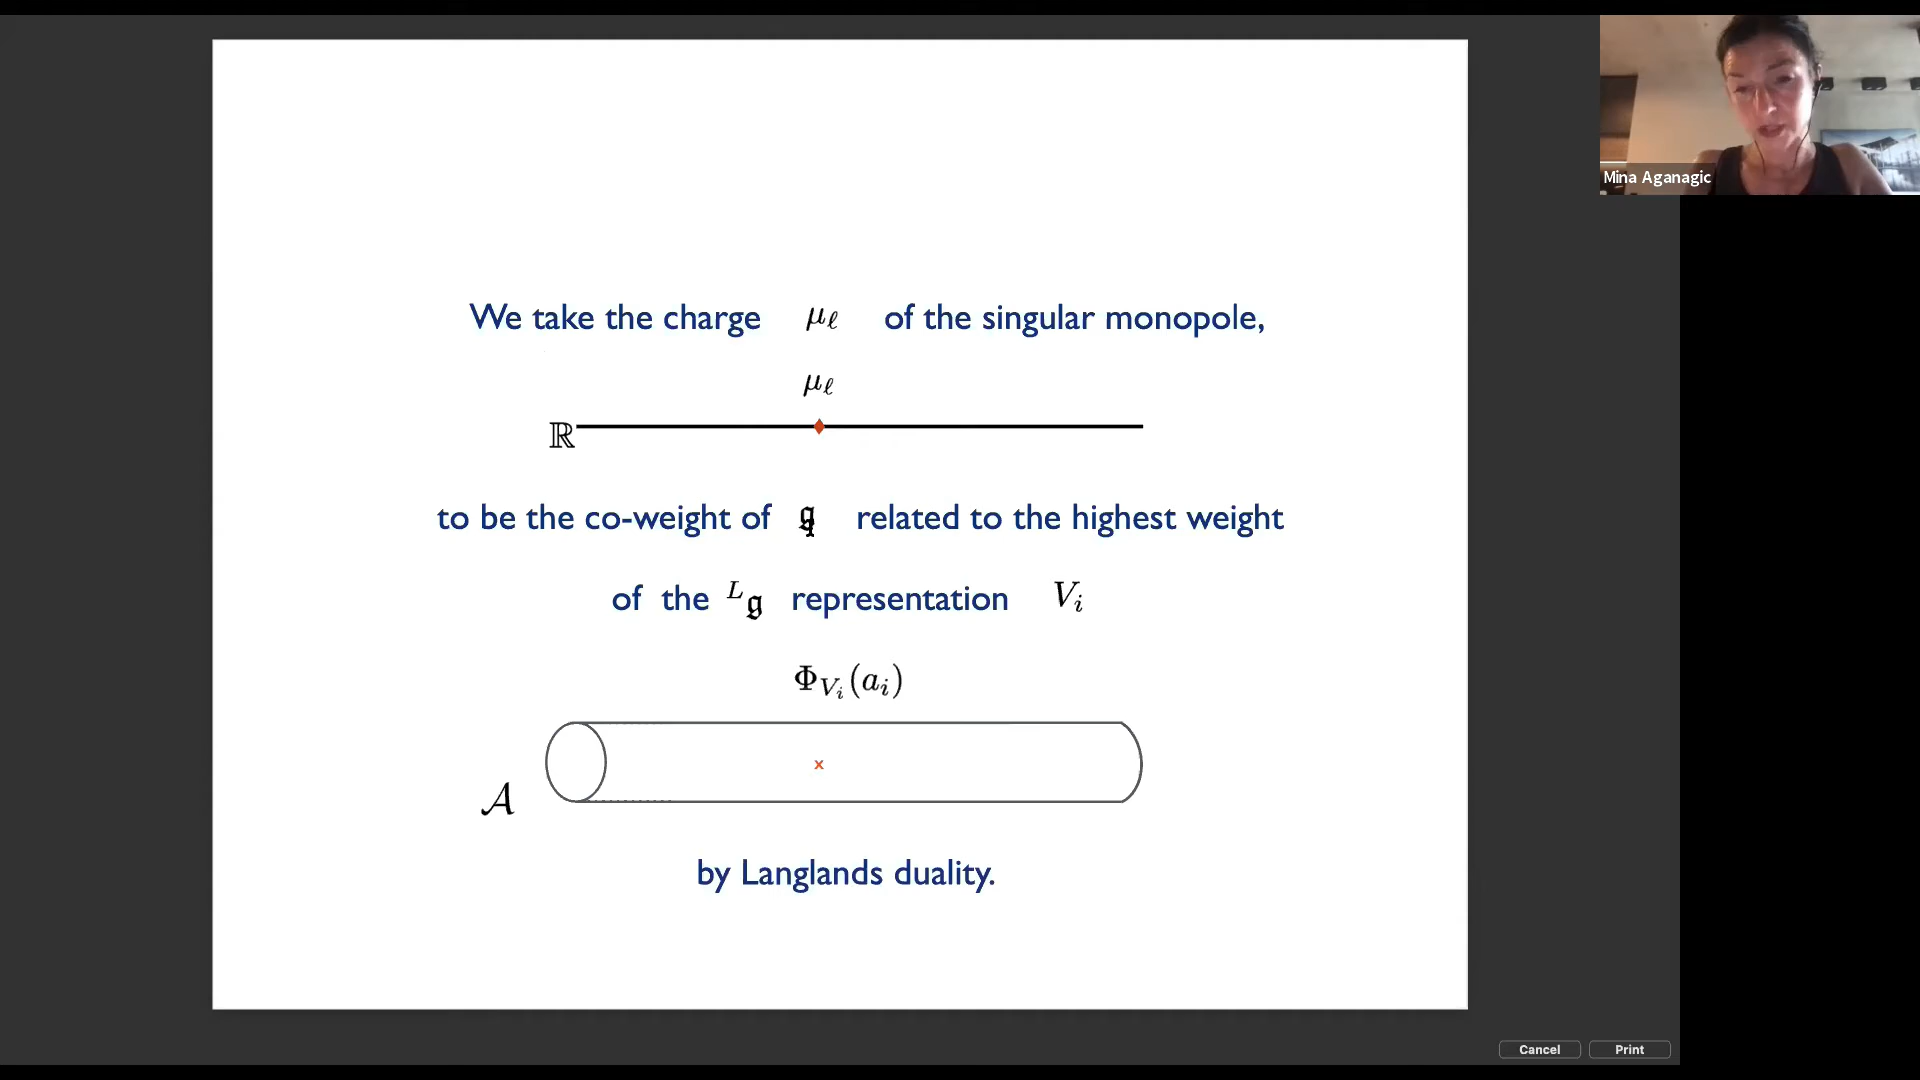 We take the charge μ_ℓ of the singular monopole,
μ_ℓ
ℝ
to be the co-weight of 𝔤 related to the highest weight
of the ^L𝔤 representation V_i
Φ_{V_i}(a_i)
x
𝒜
by Langlands duality.
Mina Aganagic
Cancel Print